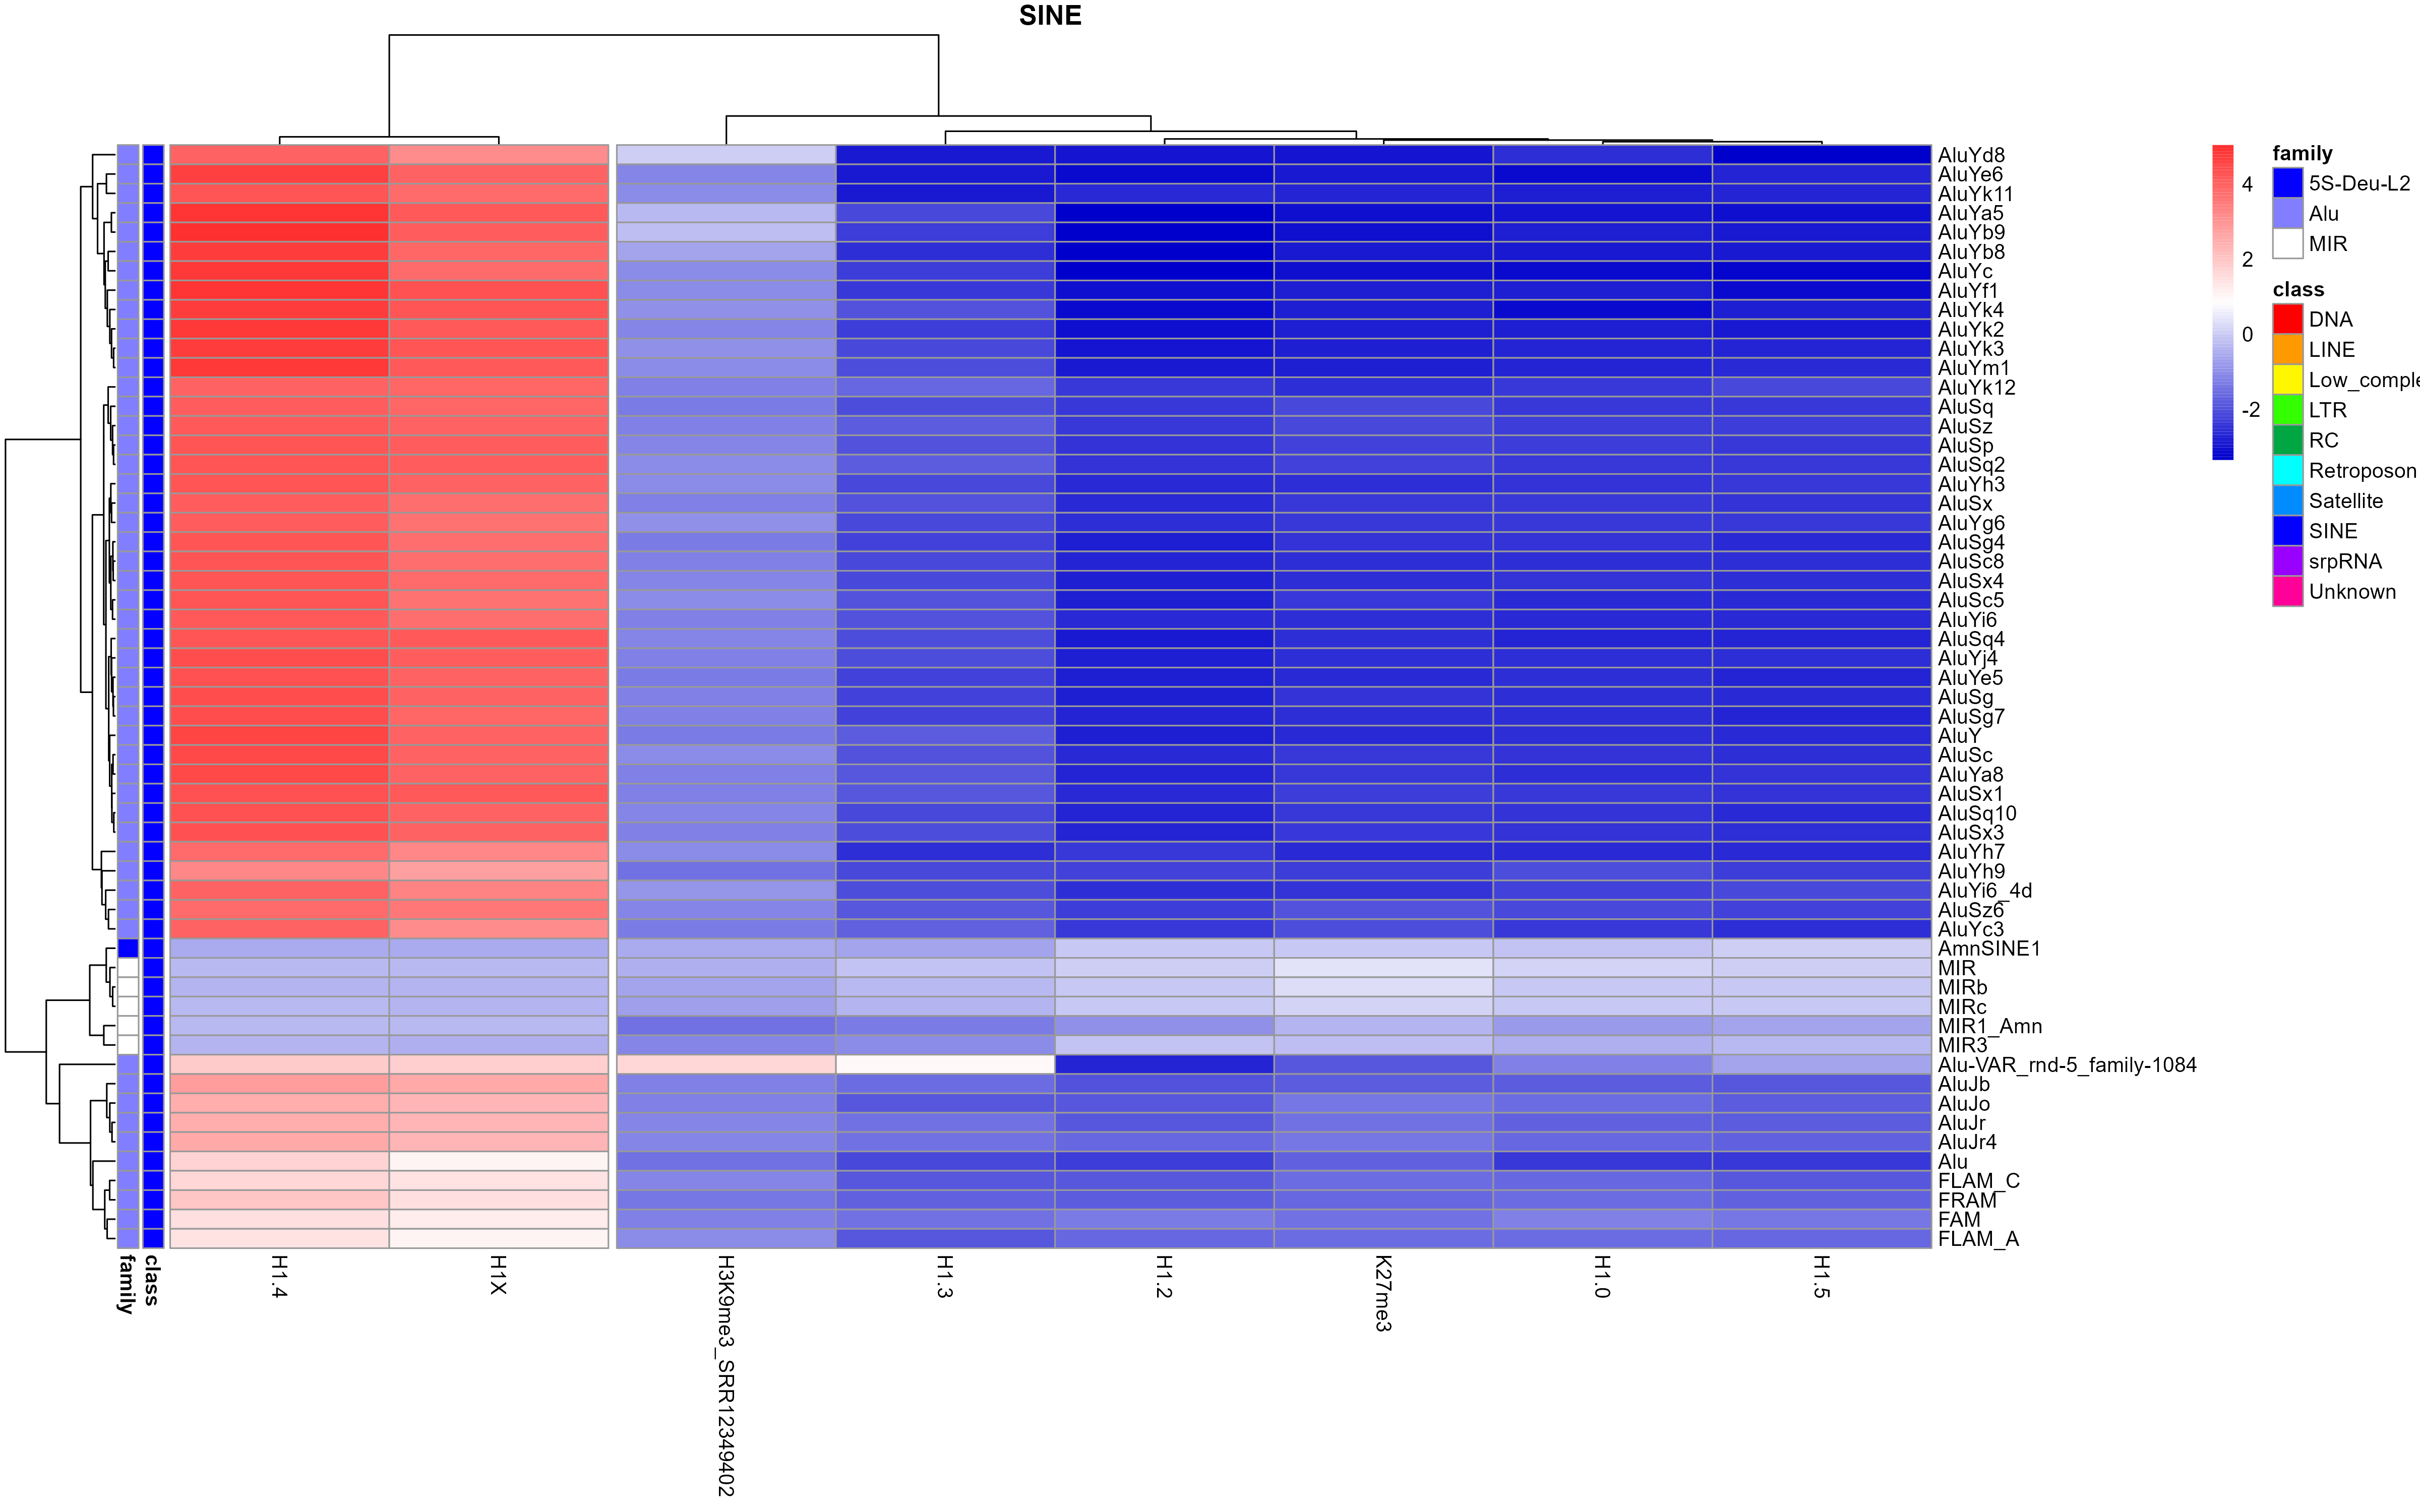 SINE
AluYd8
AluYe6
AluYk11
AluYa5
AluYb9
AluYb8
AluYc
AluYf1
AluYk4
AluYk2
AluYk3
AluYm1
AluYk12
AluSq
AluSz
AluSp
AluSq2
AluYh3
AluSx
AluYg6
AluSg4
AluSc8
AluSx4
AluSc5
AluYi6
AluSq4
AluYj4
AluYe5
AluSg
AluSg7
AluY
AluSc
AluYa8
AluSx1
AluSq10
AluSx3
AluYh7
AluYh9
AluYi6_4d
AluSz6
AluYc3
AmnSINE1
MIR
MIRb
MIRc
MIR1_Amn
MIR3
Alu-VAR_rnd-5_family-1084
AluJb
AluJo
AluJr
AluJr4
Alu
FLAM_C
FRAM
FAM
FLAM_A
family
class
H1.4
H1X
H3K9me3_SRR12349402
H1.3
H1.2
K27me3
H1.0
H1.5
4
2
0
-2
family
5S-Deu-L2
Alu
MIR
class
DNA
LINE
Low_comple
LTR
RC
Retroposon
Satellite
SINE
srpRNA
Unknown